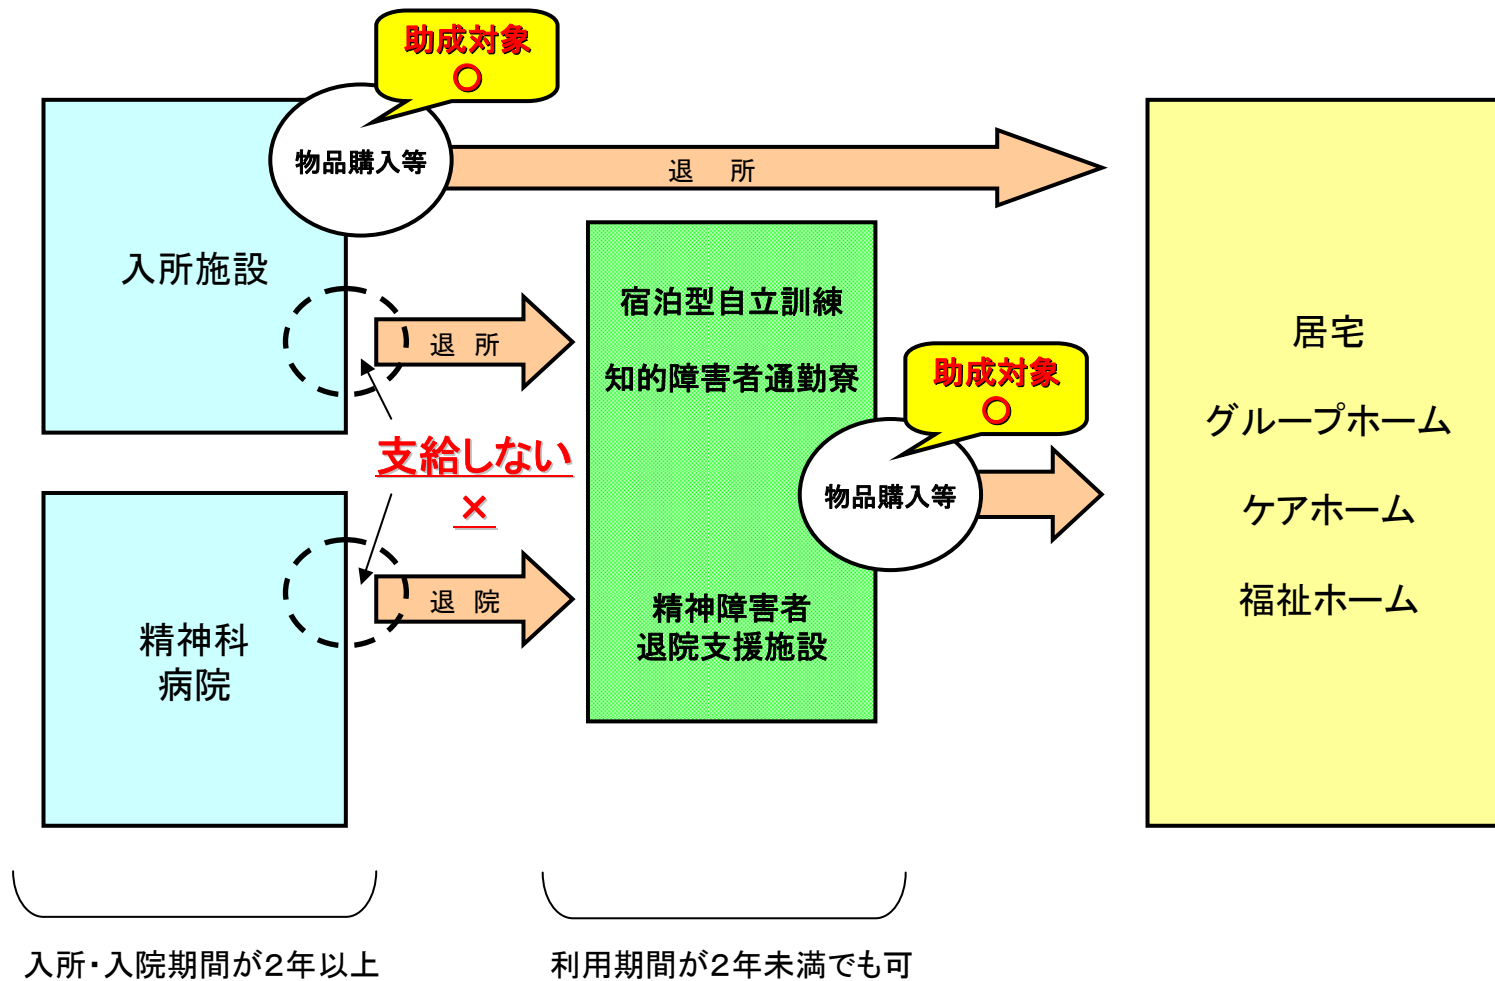 助成対象
○
物品購入等
退　所
入所施設
退　所
支給しない
×
精神科
病院
退　院
宿泊型自立訓練
知的障害者通勤寮
精神障害者
退院支援施設
助成対象
○
物品購入等
居宅
グループホーム
ケアホーム
福祉ホーム
入所・入院期間が２年以上
利用期間が２年未満でも可